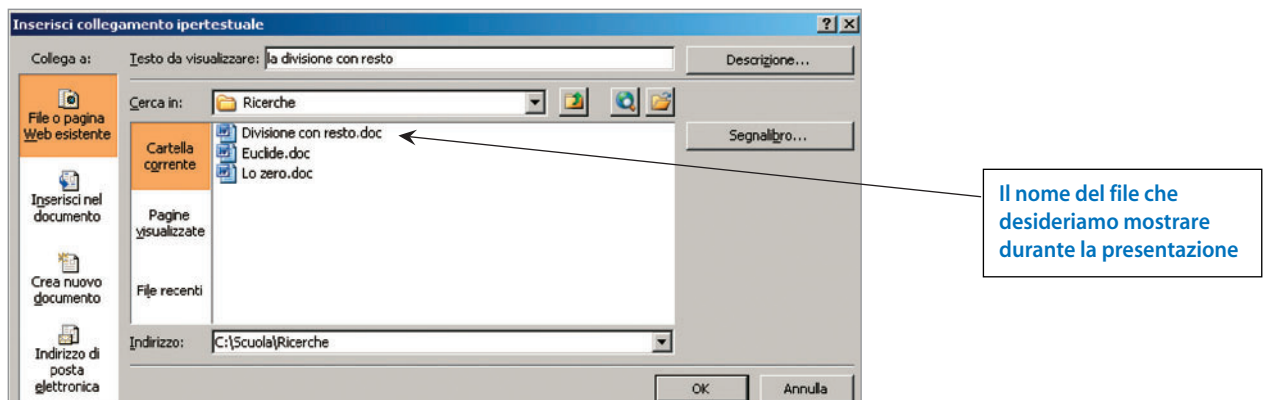 Inserisci collegamento ipertestuale
Collega a:
Testo da visualizzare: la divisione con resto
Descrizione...
File o pagina
Web esistente
Cerca in: Ricerche
Cartella
corrente
Divisione con resto.doc
Euclide.doc
Lo zero.doc
Segnalibro...
Inserisci nel
documento
Pagine
visualizzate
Crea nuovo
documento
File recenti
Indirizzo di
posta
elettronica
Indirizzo: C:\Scuola\Ricerche
OK
Annulla
Il nome del file che
desideriamo mostrare
durante la presentazione